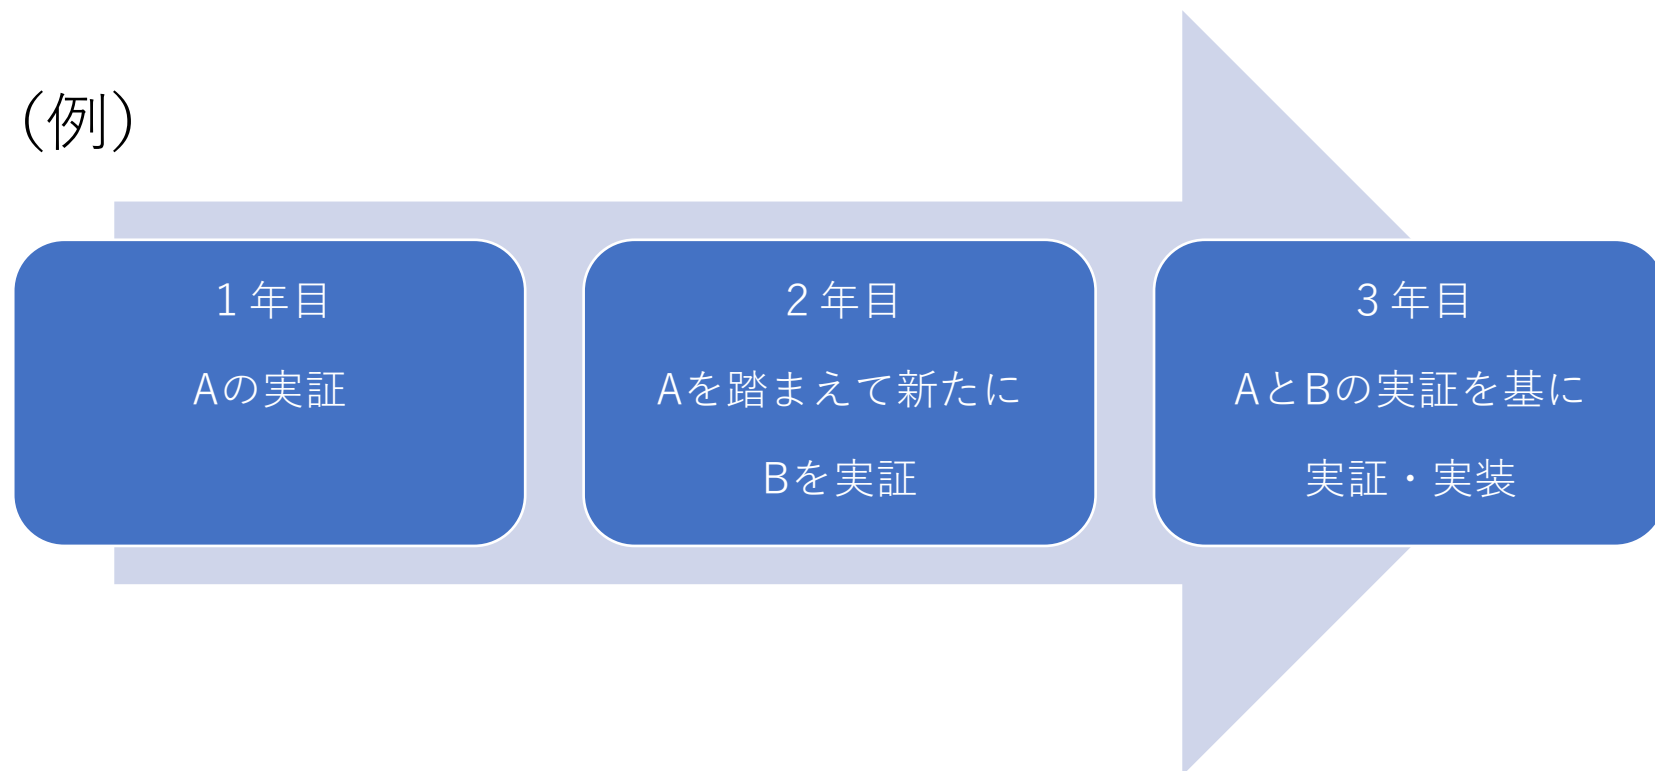 （例）
１年目
Aの実証
２年目
Aを踏まえて新たに
Bを実証
３年目
AとBの実証を基に
実証・実装